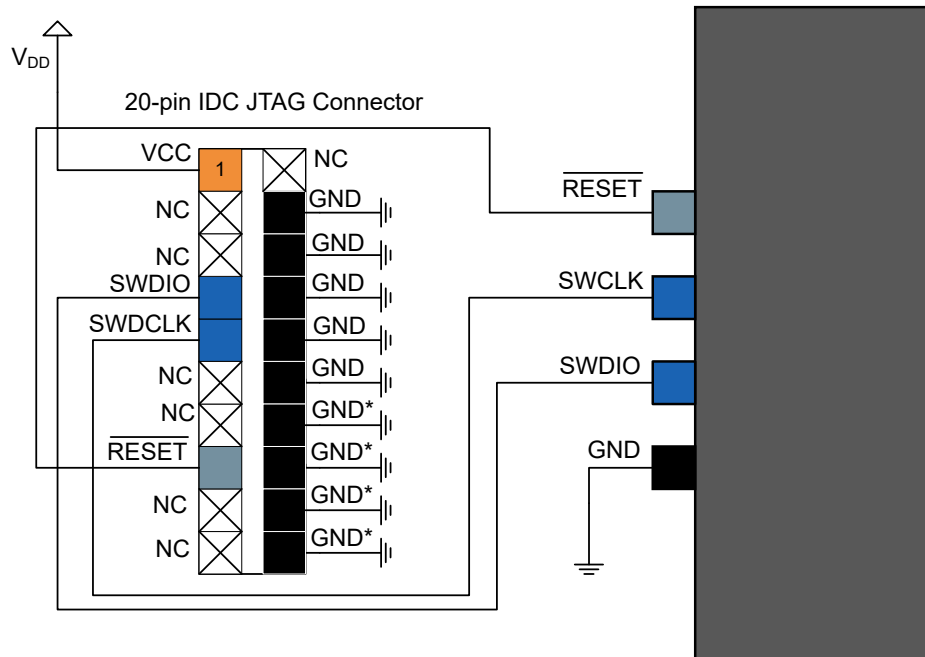 VDD
20-pin IDC JTAG Connector
VCC
1
NC
RESET
NC
GND
NC
GND
SWDIO
GND
SWCLK
SWDCLK
GND
NC
GND
SWDIO
NC
GND*
RESET
GND*
GND
NC
GND*
NC
GND*